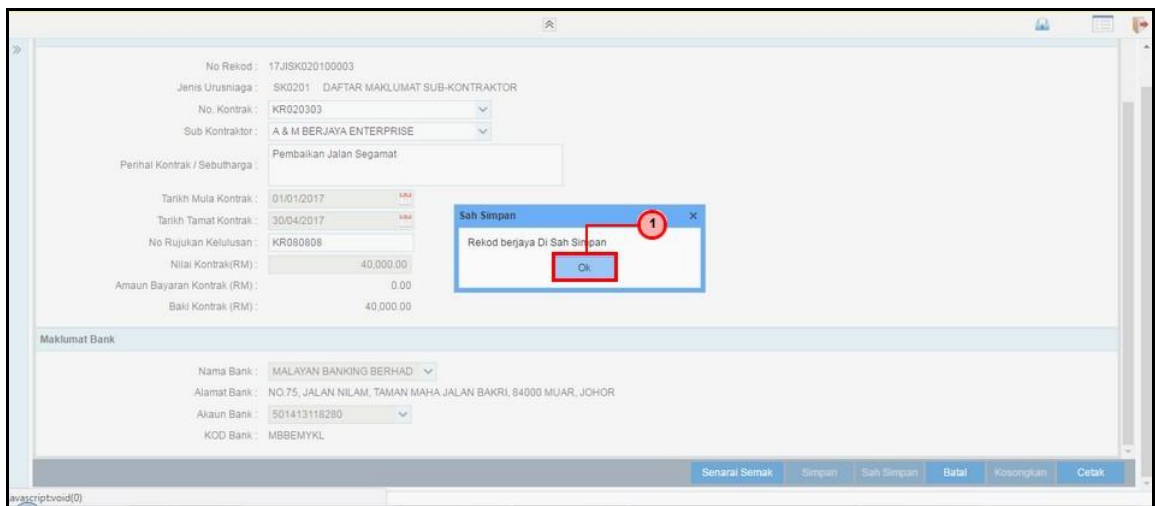 No Rekod : 17JISK020100003
Jenis Urusniaga : SK0201 DAFTAR MAKLUMAT SUB-KONTRAKTOR
No. Kontrak : KR020303
Sub Kontraktor : A & M BERJAYA ENTERPRISE
Perihal Kontrak / Sebutharga : Pembaikan Jalan Segamat
Tarikh Mula Kontrak : 01/01/2017
Tarikh Tamat Kontrak : 30/04/2017
No Rujukan Kelulusan : KR080808
Nilai Kontrak(RM) : 40,000.00
Amaun Bayaran Kontrak (RM) : 0.00
Baki Kontrak (RM) : 40,000.00
Sah Simpan ×
1
Rekod berjaya Di Sah Simpan
Ok
Maklumat Bank
Nama Bank : MALAYAN BANKING BERHAD
Alamat Bank : NO.75, JALAN NILAM, TAMAN MAHA JALAN BAKRI, 84000 MUAR, JOHOR
Akaun Bank : 501413118280
KOD Bank : MBBEMYKL
Senarai Semak Simpan Sah Simpan Batal Kosongkan Cetak
avascript:void(0)